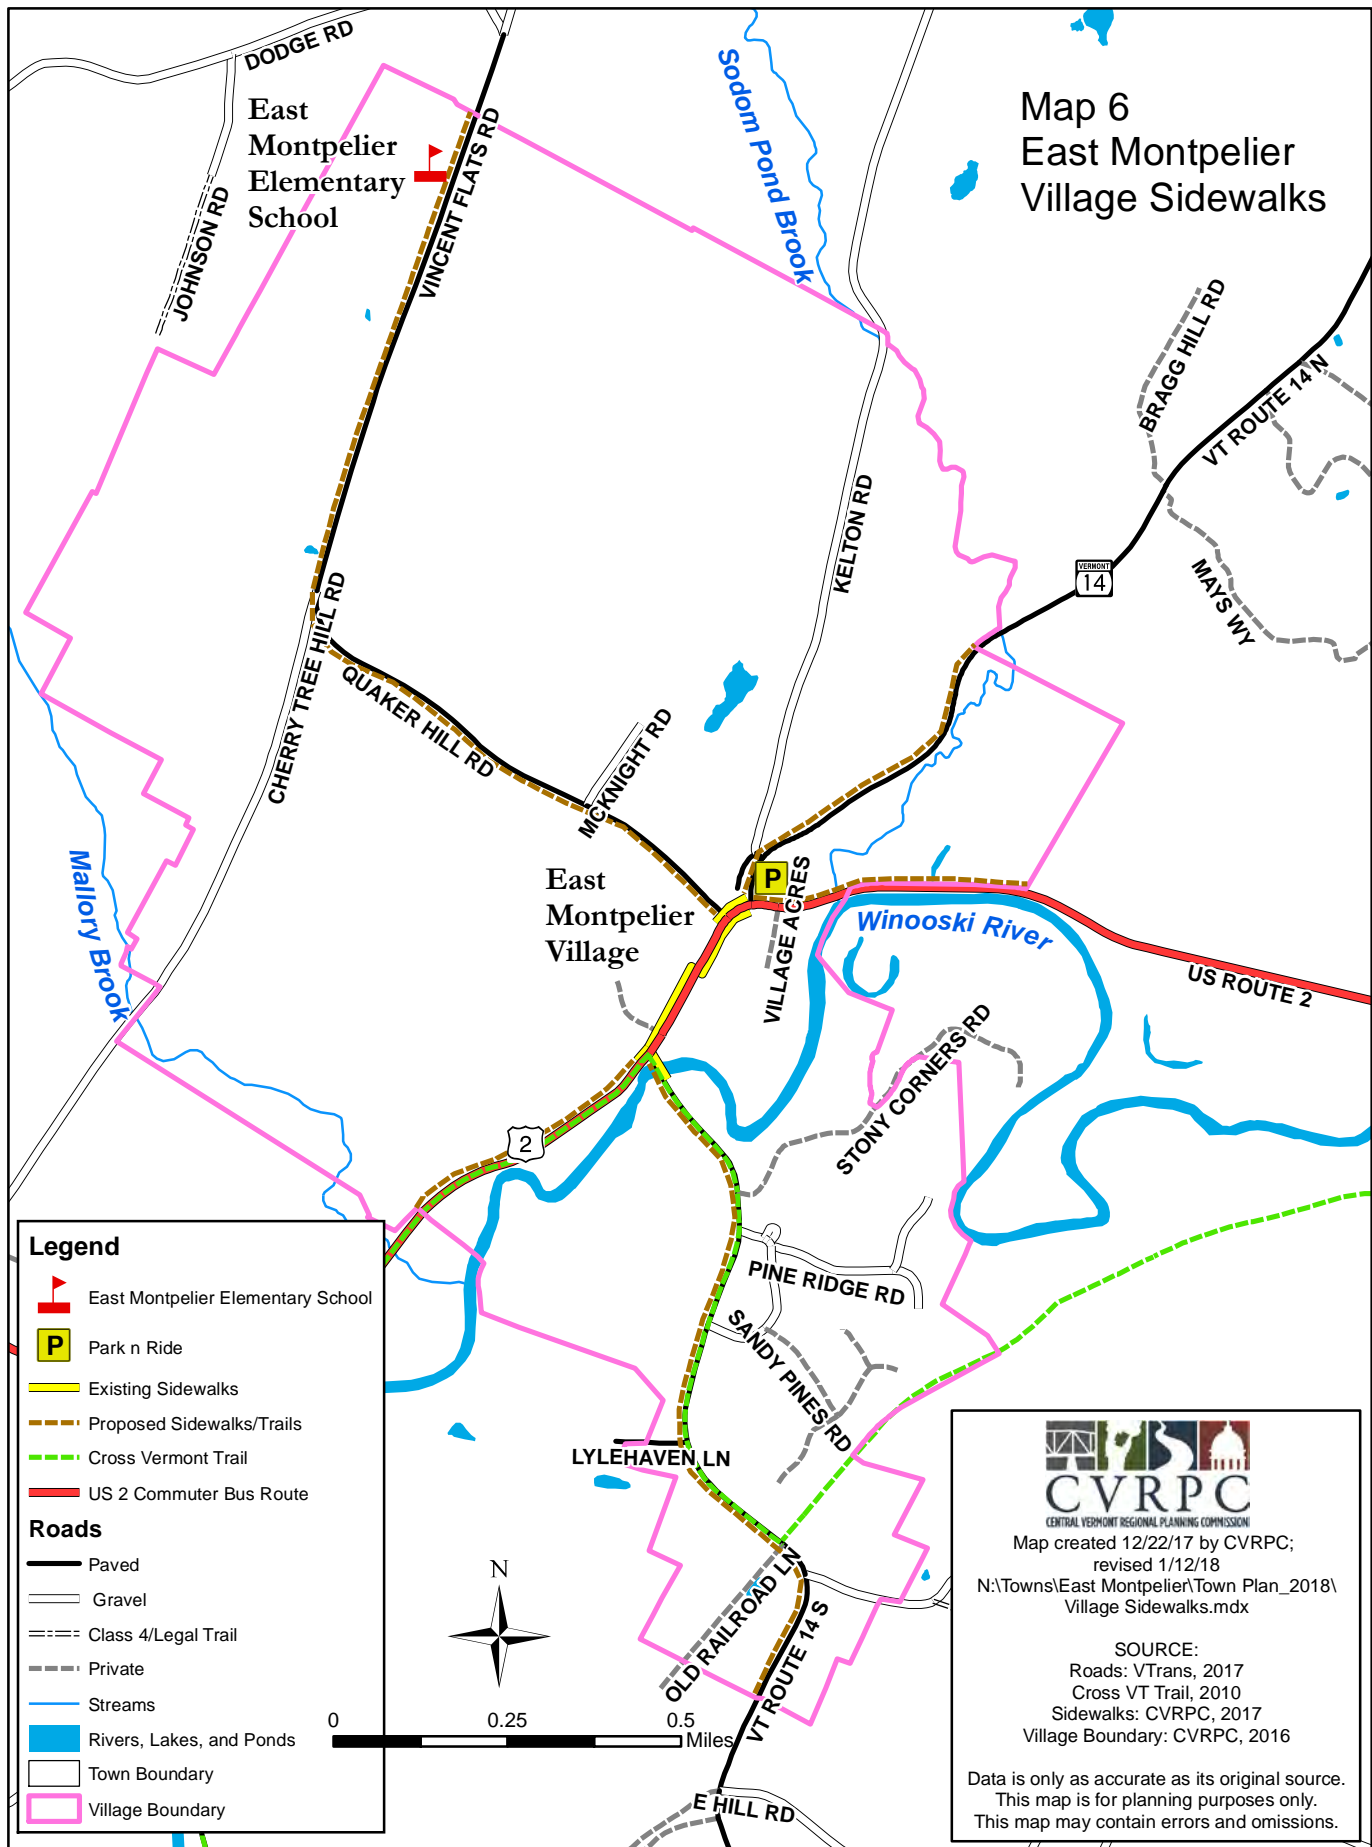 DODGE RD
East
Montpelier
Elementary
School
JOHNSON RD
VINCENT FLATS RD
Sodom Pond Brook
Map 6
East Montpelier
Village Sidewalks
BRAGG HILL RD
VT ROUTE 14 N
VERMONT
14
MAYS WY
KELTON RD
CHERRY TREE HILL RD
QUAKER HILL RD
MCKNIGHT RD
Mallory Brook
East
Montpelier
Village
P
VILLAGE ACRES
Winooski River
US ROUTE 2
STONY CORNERS RD
2
PINE RIDGE RD
SANDY PINES RD
LYLEHAVEN LN
OLD RAILROAD LN
VT ROUTE 14 S
E HILL RD
Legend
East Montpelier Elementary School
P
Park n Ride
Existing Sidewalks
Proposed Sidewalks/Trails
Cross Vermont Trail
US 2 Commuter Bus Route
Roads
Paved
Gravel
Class 4/Legal Trail
Private
Streams
Rivers, Lakes, and Ponds
Town Boundary
Village Boundary
N
0 0.25 0.5
Miles
CVRPC
CENTRAL VERMONT REGIONAL PLANNING COMMISSION
Map created 12/22/17 by CVRPC;
revised 1/12/18
N:\Towns\East Montpelier\Town Plan_2018\
Village Sidewalks.mdx
SOURCE:
Roads: VTrans, 2017
Cross VT Trail, 2010
Sidewalks: CVRPC, 2017
Village Boundary: CVRPC, 2016
Data is only as accurate as its original source.
This map is for planning purposes only.
This map may contain errors and omissions.